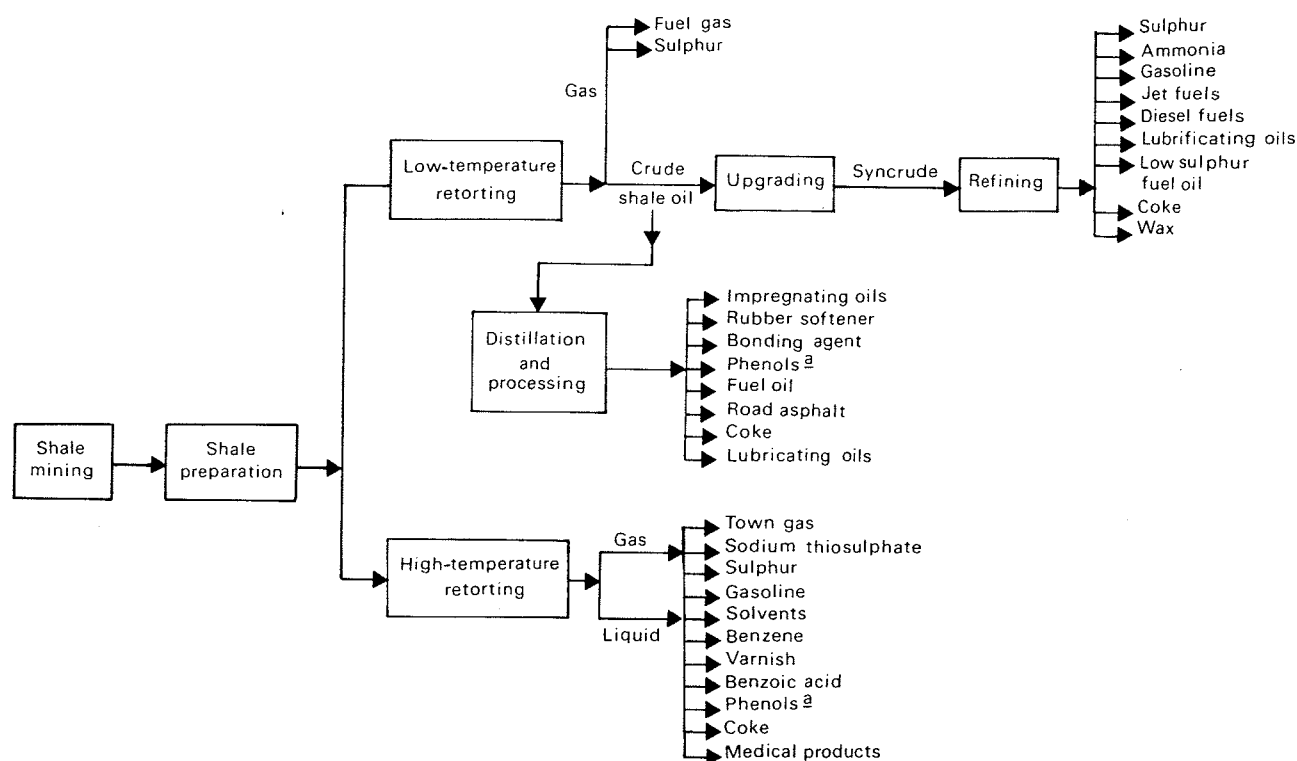 Fuel gas
Sulphur
Gas
Low-temperature
retorting
Crude
shale oil
Upgrading
Syncrude
Refining
Sulphur
Ammonia
Gasoline
Jet fuels
Diesel fuels
Lubrificating oils
Low sulphur
fuel oil
Coke
Wax
Distillation
and
processing
Impregnating oils
Rubber softener
Bonding agent
Phenols a
Fuel oil
Road asphalt
Coke
Lubricating oils
Shale
mining
Shale
preparation
High-temperature
retorting
Gas
Liquid
Town gas
Sodium thiosulphate
Sulphur
Gasoline
Solvents
Benzene
Varnish
Benzoic acid
Phenols a
Coke
Medical products